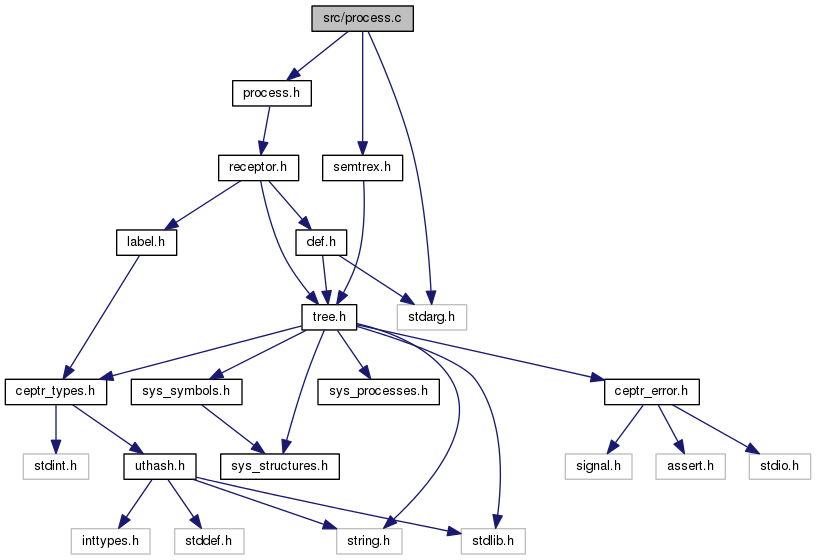 src/process.c
process.h
receptor.h
semtrex.h
label.h
def.h
tree.h
stdarg.h
ceptr_types.h
sys_symbols.h
sys_processes.h
ceptr_error.h
stdint.h
uthash.h
sys_structures.h
signal.h
assert.h
stdio.h
inttypes.h
stddef.h
string.h
stdlib.h